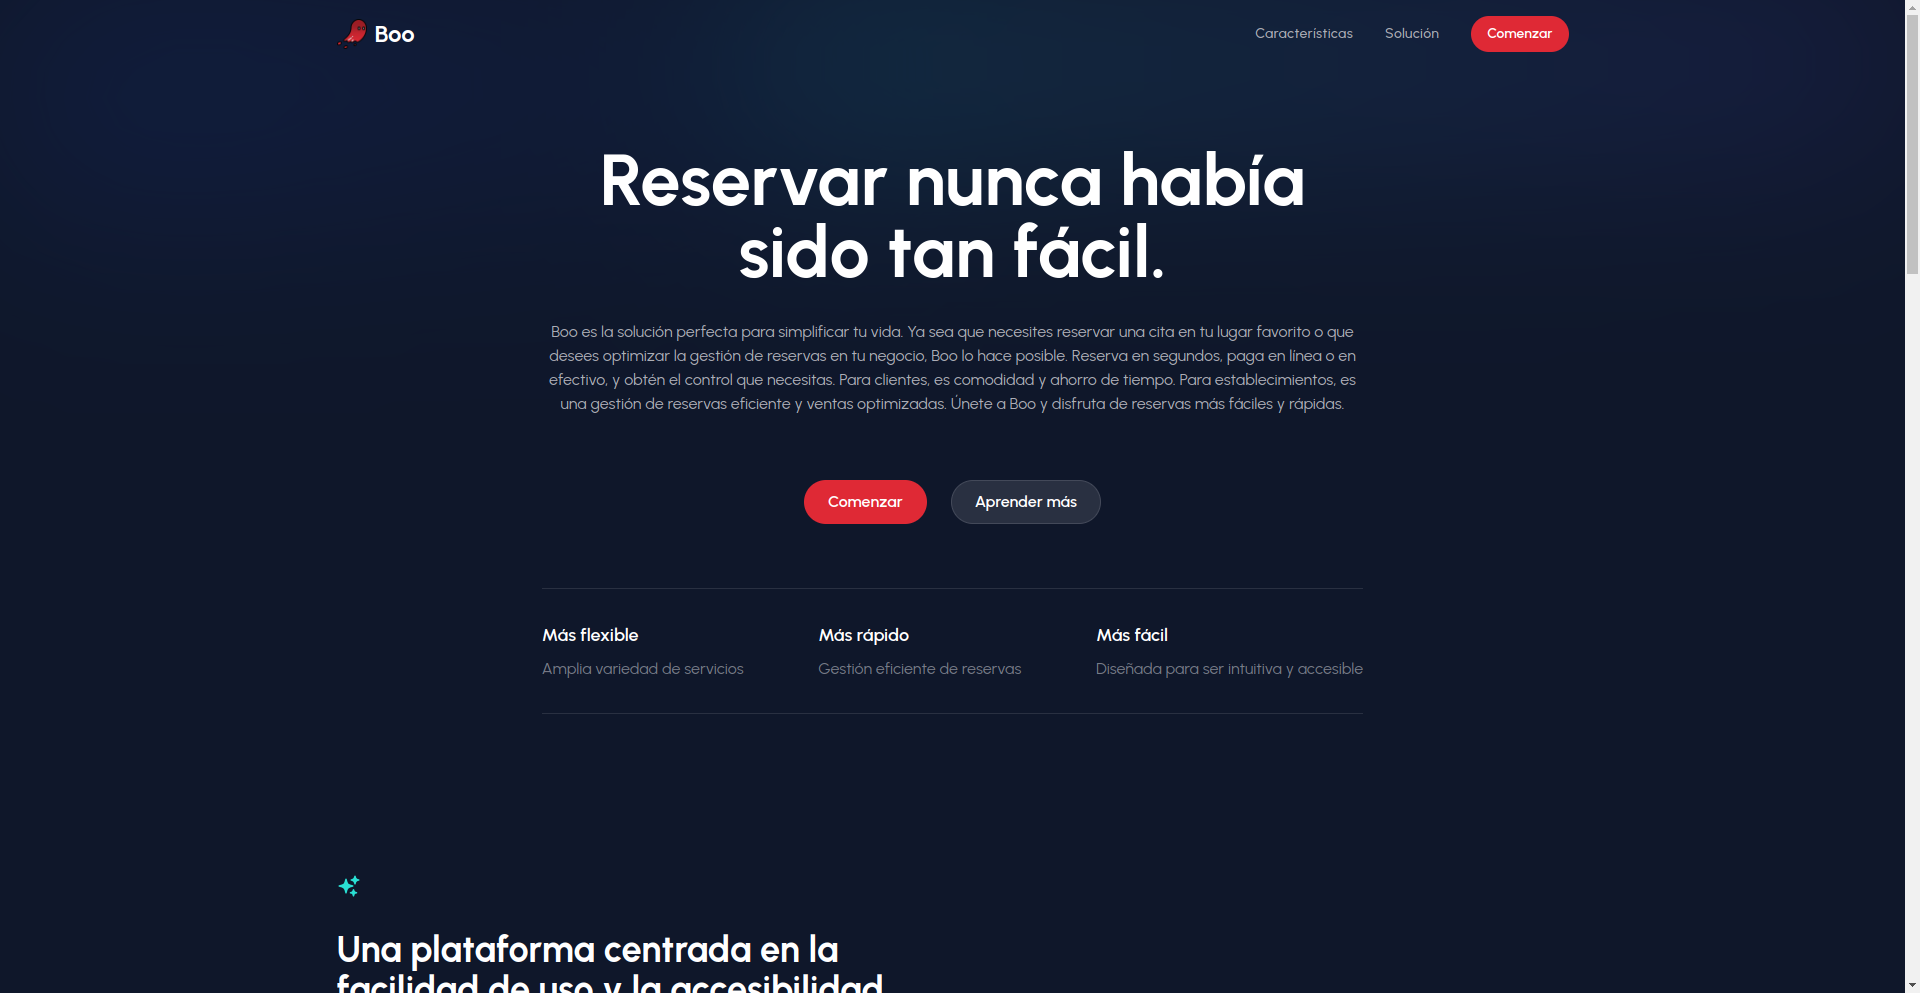 Boo
Características
Solución
Comenzar
Reservar nunca había
sido tan fácil.
Boo es la solución perfecta para simplificar tu vida. Ya sea que necesites reservar una cita en tu lugar favorito o que
desees optimizar la gestión de reservas en tu negocio, Boo lo hace posible. Reserva en segundos, paga en línea o en
efectivo, y obtén el control que necesitas. Para clientes, es comodidad y ahorro de tiempo. Para establecimientos, es
una gestión de reservas eficiente y ventas optimizadas. Únete a Boo y disfruta de reservas más fáciles y rápidas.
Comenzar
Aprender más
Más flexible
Amplia variedad de servicios
Más rápido
Gestión eficiente de reservas
Más fácil
Diseñada para ser intuitiva y accesible
Una plataforma centrada en la
facilidad de uso y la accesibilidad